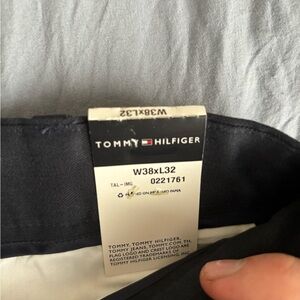 W38xL32
TOMMY HILFIGER
W38xL32
TAL-IMG 0221761
TOMMY, TOMMY HILFIGER,
TOMMY JEANS, TOMMY.COM, TH,
FLAG LOGO AND CREST LOGO ARE
REGISTERED TRADEMARKS OF
TOMMY HILFIGER LICENSING, INC.